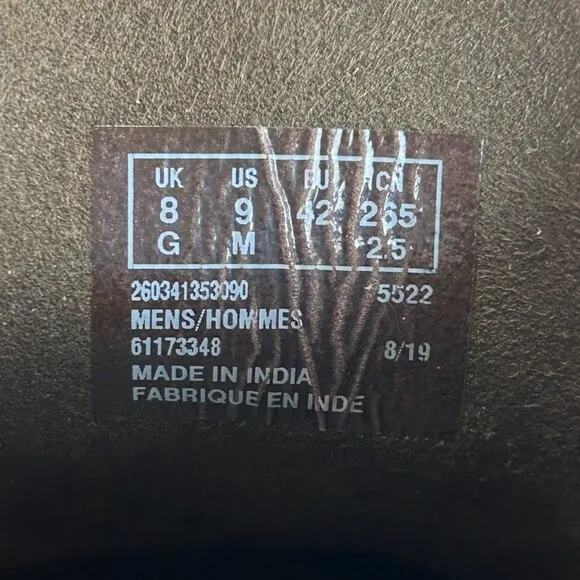 UK US EU CN
8 9 42 265
G M 2.5
260341353090 5522
MENS/HOMMES
61173348 8/19
MADE IN INDIA
FABRIQUE EN INDE